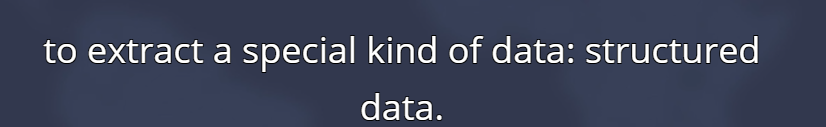 to extract a special kind of data: structured
data.